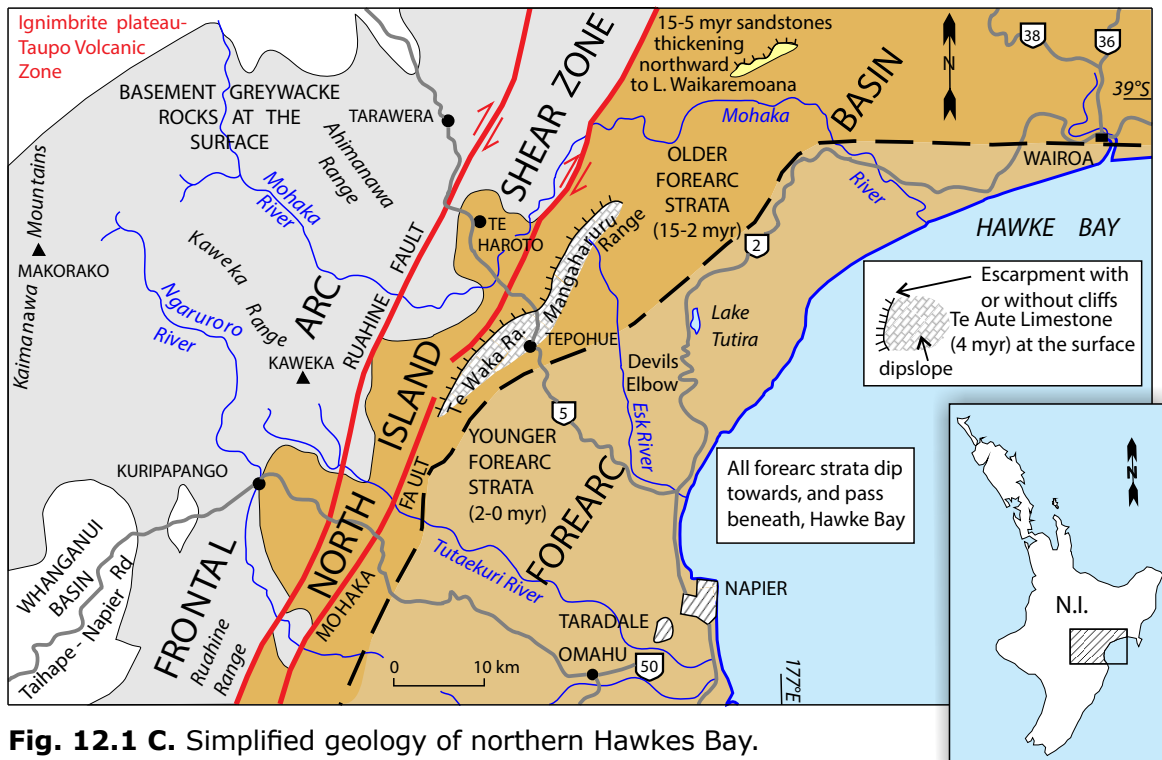 Ignimbrite plateau-
Taupo Volcanic
Zone
BASEMENT GREYWACKE
ROCKS AT THE
SURFACE
TARAWERA
Ahimanawa
Range
Mohaka
River
SHEAR ZONE
15-5 myr sandstones
thickening
northward
to L. Waikaremoana
BASIN
N
38
36
39°S
Mohaka
River
WAIROA
OLDER
FOREARC
STRATA
(15-2 myr)
HAWKE BAY
Kaimanawa Mountains
MAKORAKO
Kaweka
Range
Ngaruroro
River
ARC
KAWEKA
RUAHINE FAULT
TE
HAROTO
Mangaharuru
Range
Te Waka Ra.
TEPOHUE
2
Lake
Tutira
Devils
Elbow
Esk River
5
Escarpment with
or without cliffs
Te Aute Limestone
(4 myr) at the surface
dipslope
ISLAND
NORTH
YOUNGER
FOREARC
STRATA
(2-0 myr)
FOREARC
All forearc strata dip
towards, and pass
beneath, Hawke Bay
KURIPAPANGO
WHANGANUI
BASIN
Taihape - Napier Rd
FRONTAL
Ruahine
Range
MOHAKA
FAULT
Tutaekuri River
NAPIER
TARADALE
OMAHU
50
0 10 km
177°E
N
N.I.
Fig. 12.1 C. Simplified geology of northern Hawkes Bay.